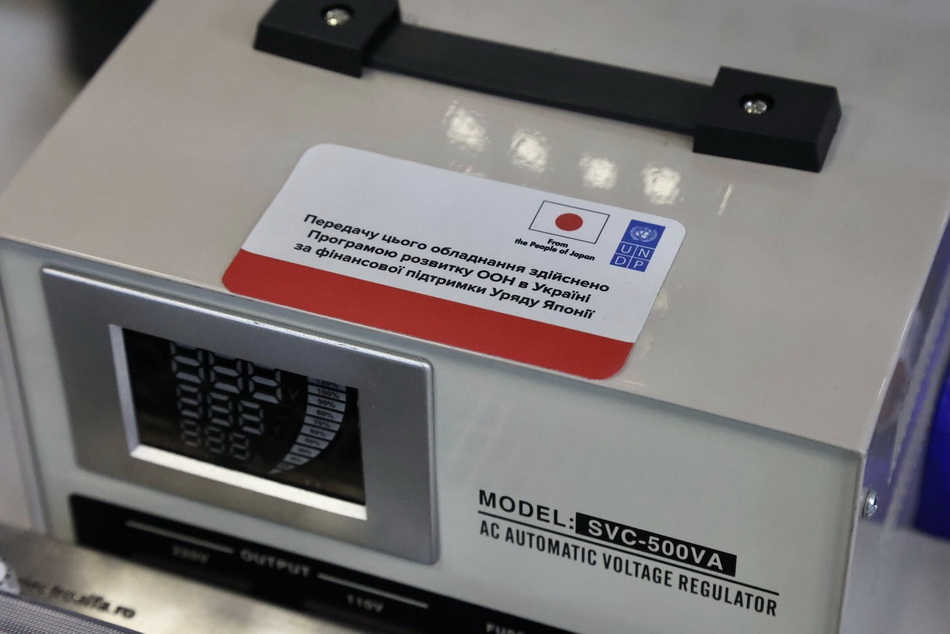 From
the People of Japan
U N
D P
Передачу цього обладнання здійснено
Програмою розвитку ООН в Україні
за фінансової підтримки Уряду Японії
MODEL: SVC-500VA
AC AUTOMATIC VOLTAGE REGULATOR
OUTPUT
220V
110V